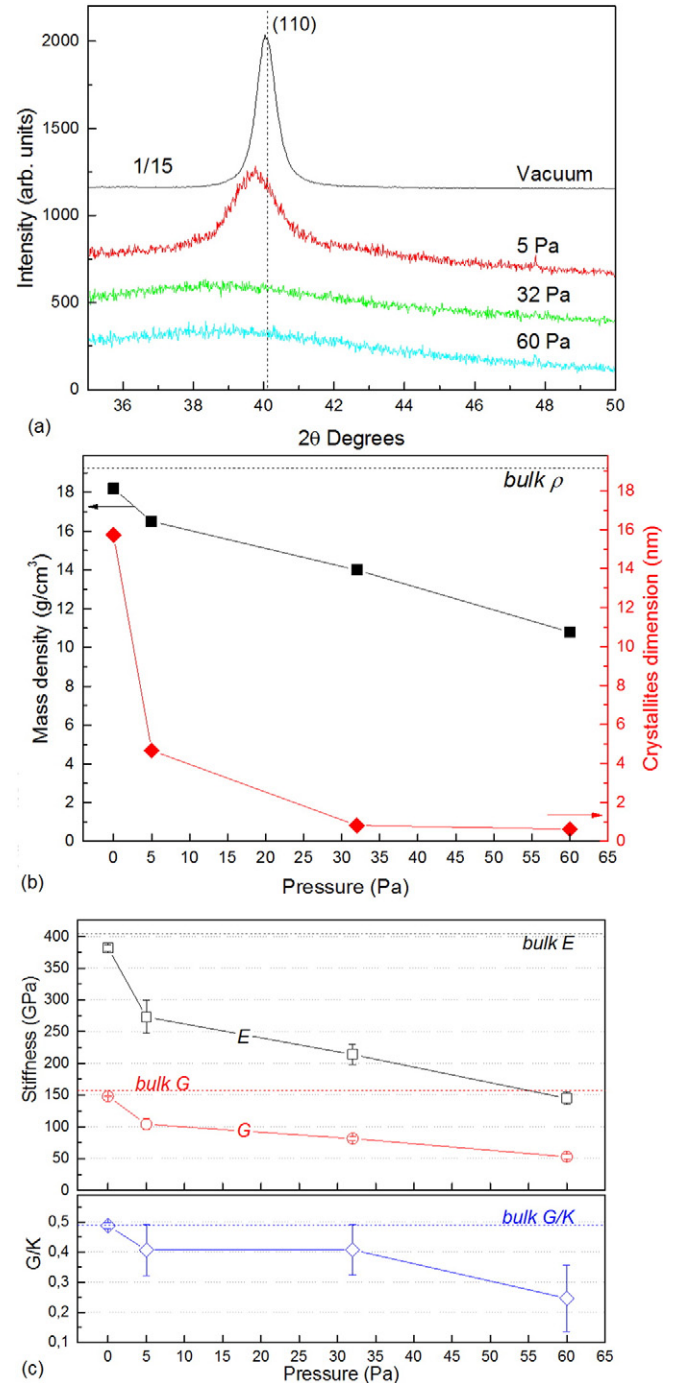 (110)
2000
1500
1000
500
0
Intensity (arb. units)
1/15
Vacuum
5 Pa
32 Pa
60 Pa
36 38 40 42 44 46 48 50
2θ Degrees
(a)
bulk ρ
18
16
14
12
10
8
6
4
2
0
Mass density (g/cm³)
18
16
14
12
10
8
6
4
2
0
Crystallites dimension (nm)
0 5 10 15 20 25 30 35 40 45 50 55 60 65
Pressure (Pa)
(b)
400
350
300
250
200
150
100
50
0
Stiffness (GPa)
bulk E
E
bulk G
G
0,5
0,4
0,3
0,2
0,1
G/K
bulk G/K
0 5 10 15 20 25 30 35 40 45 50 55 60 65
Pressure (Pa)
(c)